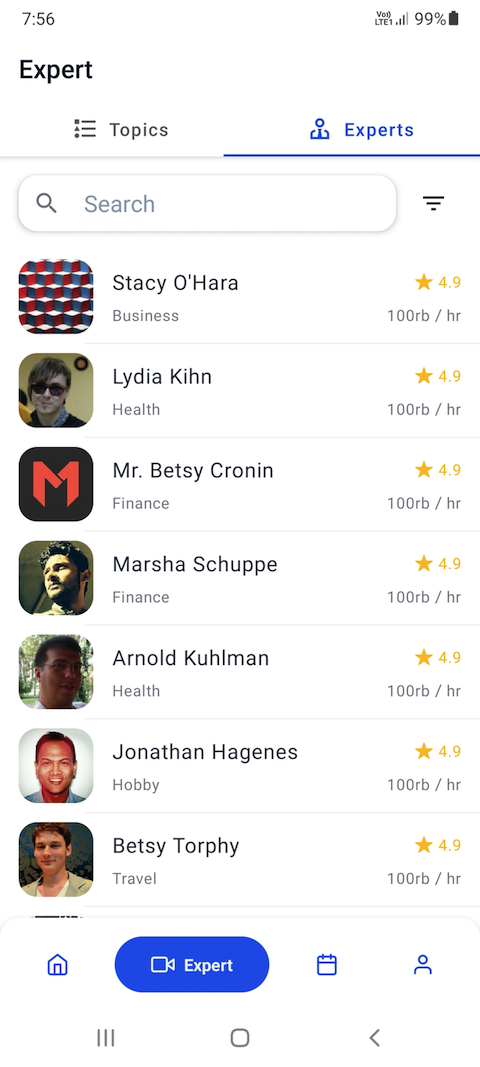 7:56
Vo)) LTE1 99%
Expert
Topics
Experts
Search
Stacy O'Hara
4.9
Business
100rb / hr
Lydia Kihn
4.9
Health
100rb / hr
Mr. Betsy Cronin
4.9
Finance
100rb / hr
Marsha Schuppe
4.9
Finance
100rb / hr
Arnold Kuhlman
4.9
Health
100rb / hr
Jonathan Hagenes
4.9
Hobby
100rb / hr
Betsy Torphy
4.9
Travel
100rb / hr
Expert